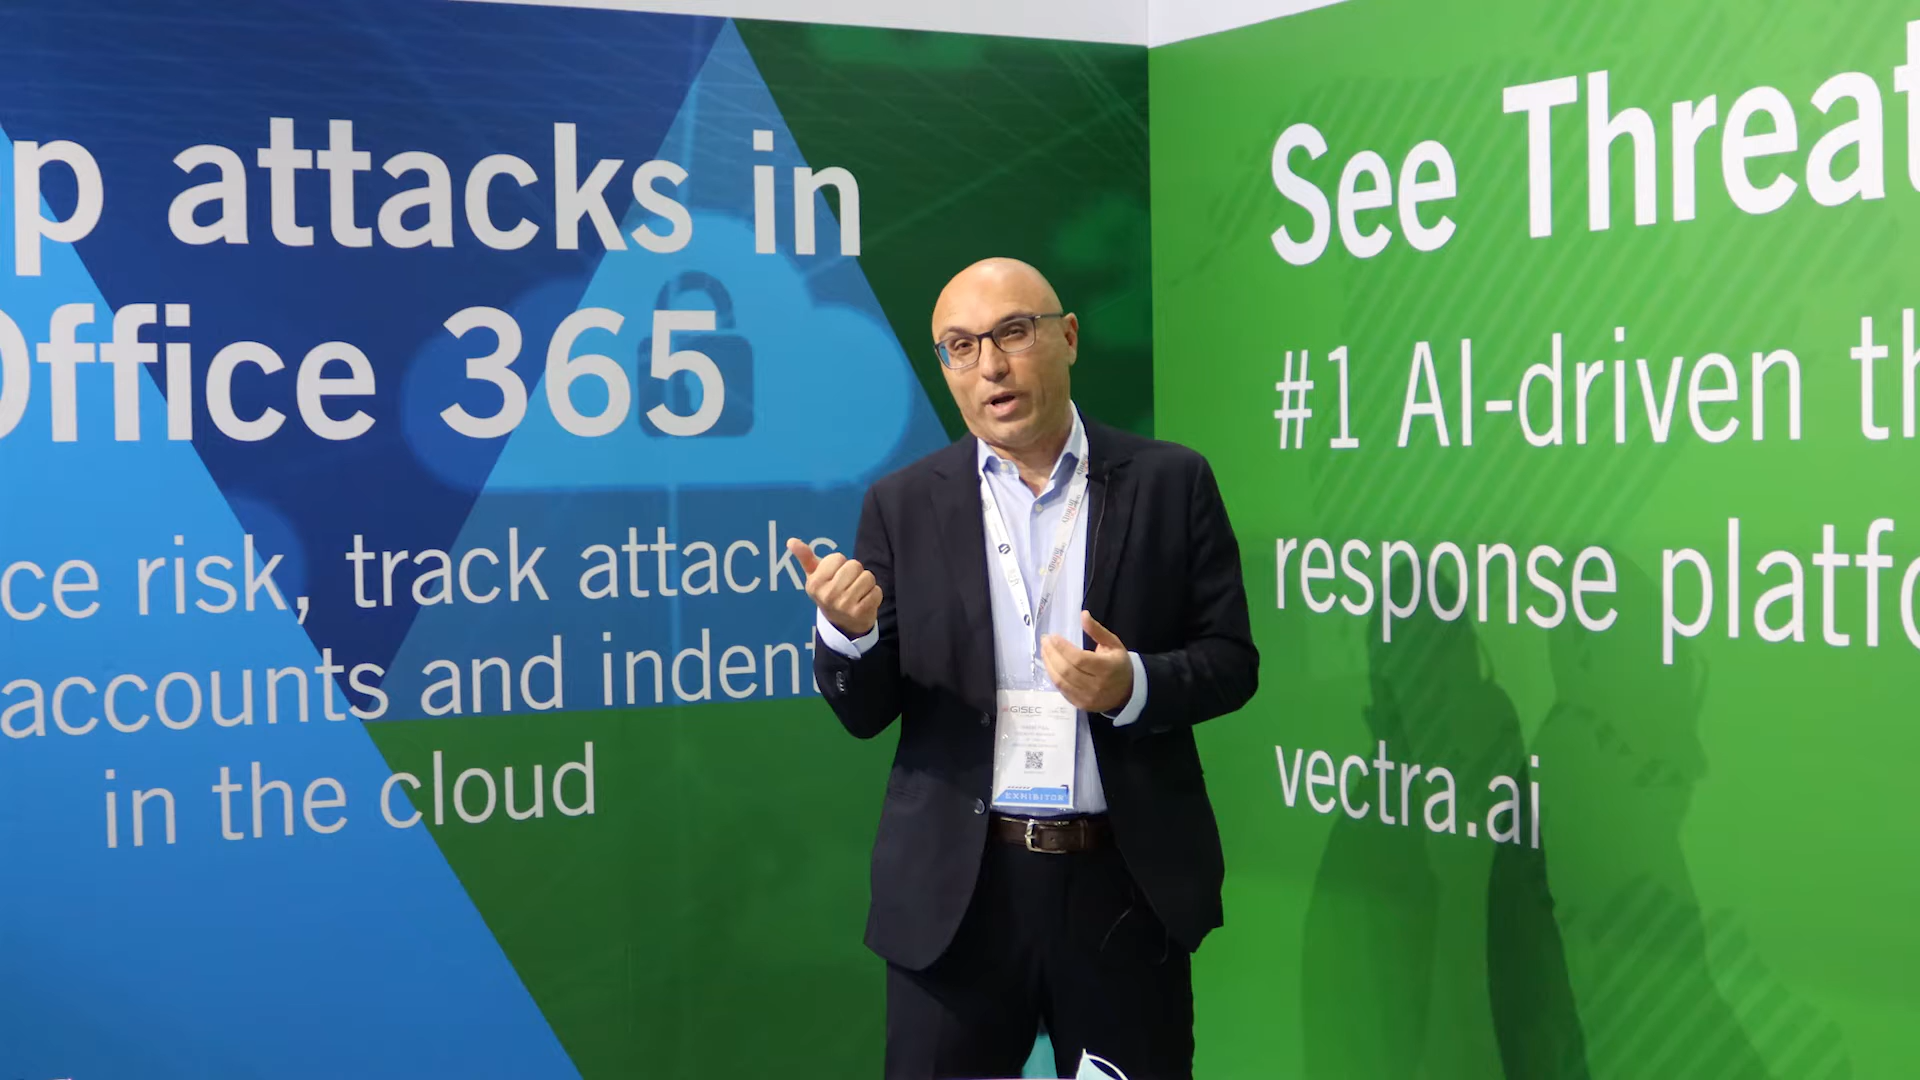 p attacks in
Office 365
ce risk, track attacks
accounts and indent
in the cloud
See Threat
#1 AI-driven th
response platfo
vectra.ai
GISEC
EXHIBITOR